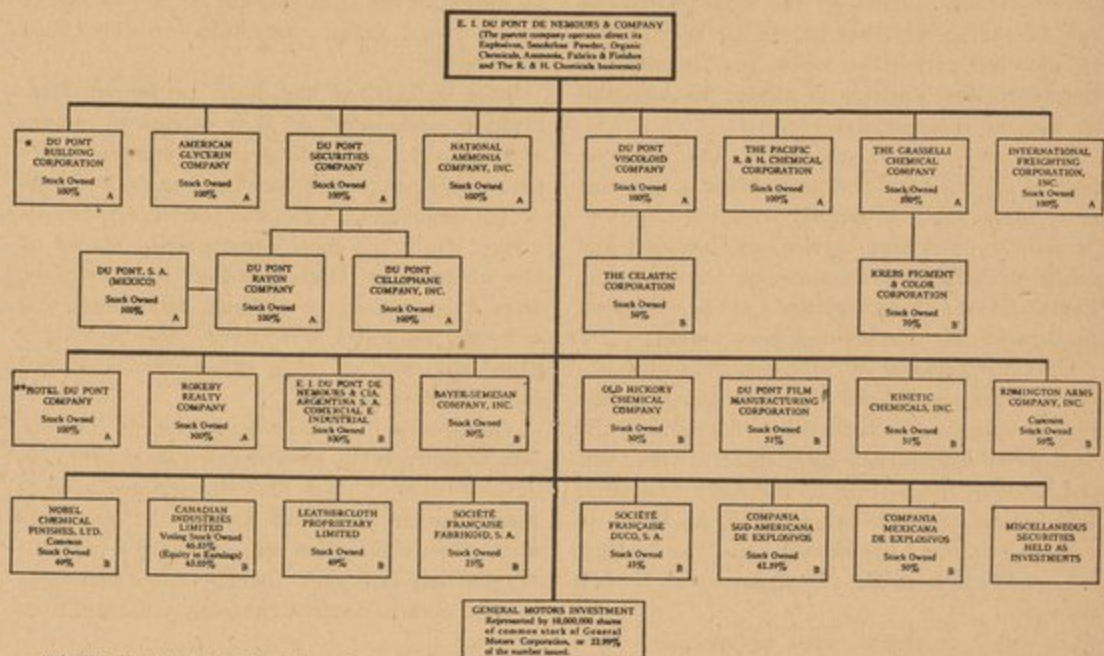 E. I. DU PONT DE NEMOURS & COMPANY
(The parent company operates direct its
Explosives, Smokeless Powder, Organic
Chemicals, Ammonia, Fabrics & Finishes
and The R. & H. Chemicals businesses)
* DU PONT
BUILDING
CORPORATION
Stock Owned
100%
A
AMERICAN
GLYCERIN
COMPANY
Stock Owned
100%
A
DU PONT
SECURITIES
COMPANY
Stock Owned
100%
A
NATIONAL
AMMONIA
COMPANY, INC.
Stock Owned
100%
A
DU PONT
VISCOLOID
COMPANY
Stock Owned
100%
A
THE PACIFIC
R. & H. CHEMICAL
CORPORATION
Stock Owned
100%
A
THE GRASSELLI
CHEMICAL
COMPANY
Stock Owned
100%
A
INTERNATIONAL
FREIGHTING
CORPORATION,
INC.
Stock Owned
100%
A
DU PONT, S. A.
(MEXICO)
Stock Owned
100%
A
DU PONT
RAYON
COMPANY
Stock Owned
100%
A
DU PONT
CELLOPHANE
COMPANY, INC.
Stock Owned
100%
A
THE CELASTIC
CORPORATION
Stock Owned
50%
B
KREBS PIGMENT
& COLOR
CORPORATION
Stock Owned
B
**HOTEL DU PONT
COMPANY
Stock Owned
100%
A
ROKEBY
REALTY
COMPANY
Stock Owned
100%
A
E. I. DU PONT DE
NEMOURS & CIA.
ARGENTINA S. A.
COMERCIAL E.
INDUSTRIAL
Stock Owned
100%
B
BAYER-SEMESAN
COMPANY, INC.
Stock Owned
50%
B
OLD HICKORY
CHEMICAL
COMPANY
Stock Owned
50%
B
DU PONT FILM
MANUFACTURING
CORPORATION
Stock Owned
51%
B
KINETIC
CHEMICALS, INC.
Stock Owned
51%
B
REMINGTON ARMS
COMPANY, INC.
Common
Stock Owned
B
NOBEL
CHEMICAL
FINISHES, LTD.
Common
Stock Owned
49%
B
CANADIAN
INDUSTRIES
LIMITED
Voting Stock Owned
(Equity in Earnings)
B
LEATHERCLOTH
PROPRIETARY
LIMITED
Stock Owned
49%
B
SOCIÉTÉ
FRANÇAISE
FABRIKOID, S. A.
Stock Owned
B
SOCIÉTÉ
FRANÇAISE
DUCO, S. A.
Stock Owned
B
COMPANIA
SUD-AMERICANA
DE EXPLOSIVOS
Stock Owned
B
COMPANIA
MEXICANA
DE EXPLOSIVOS
Stock Owned
50%
B
MISCELLANEOUS
SECURITIES
HELD AS
INVESTMENTS
GENERAL MOTORS INVESTMENT
Represented by 10,000,000 shares
of common stock of General
Motors Corporation, or 22.99%
of the number issued.